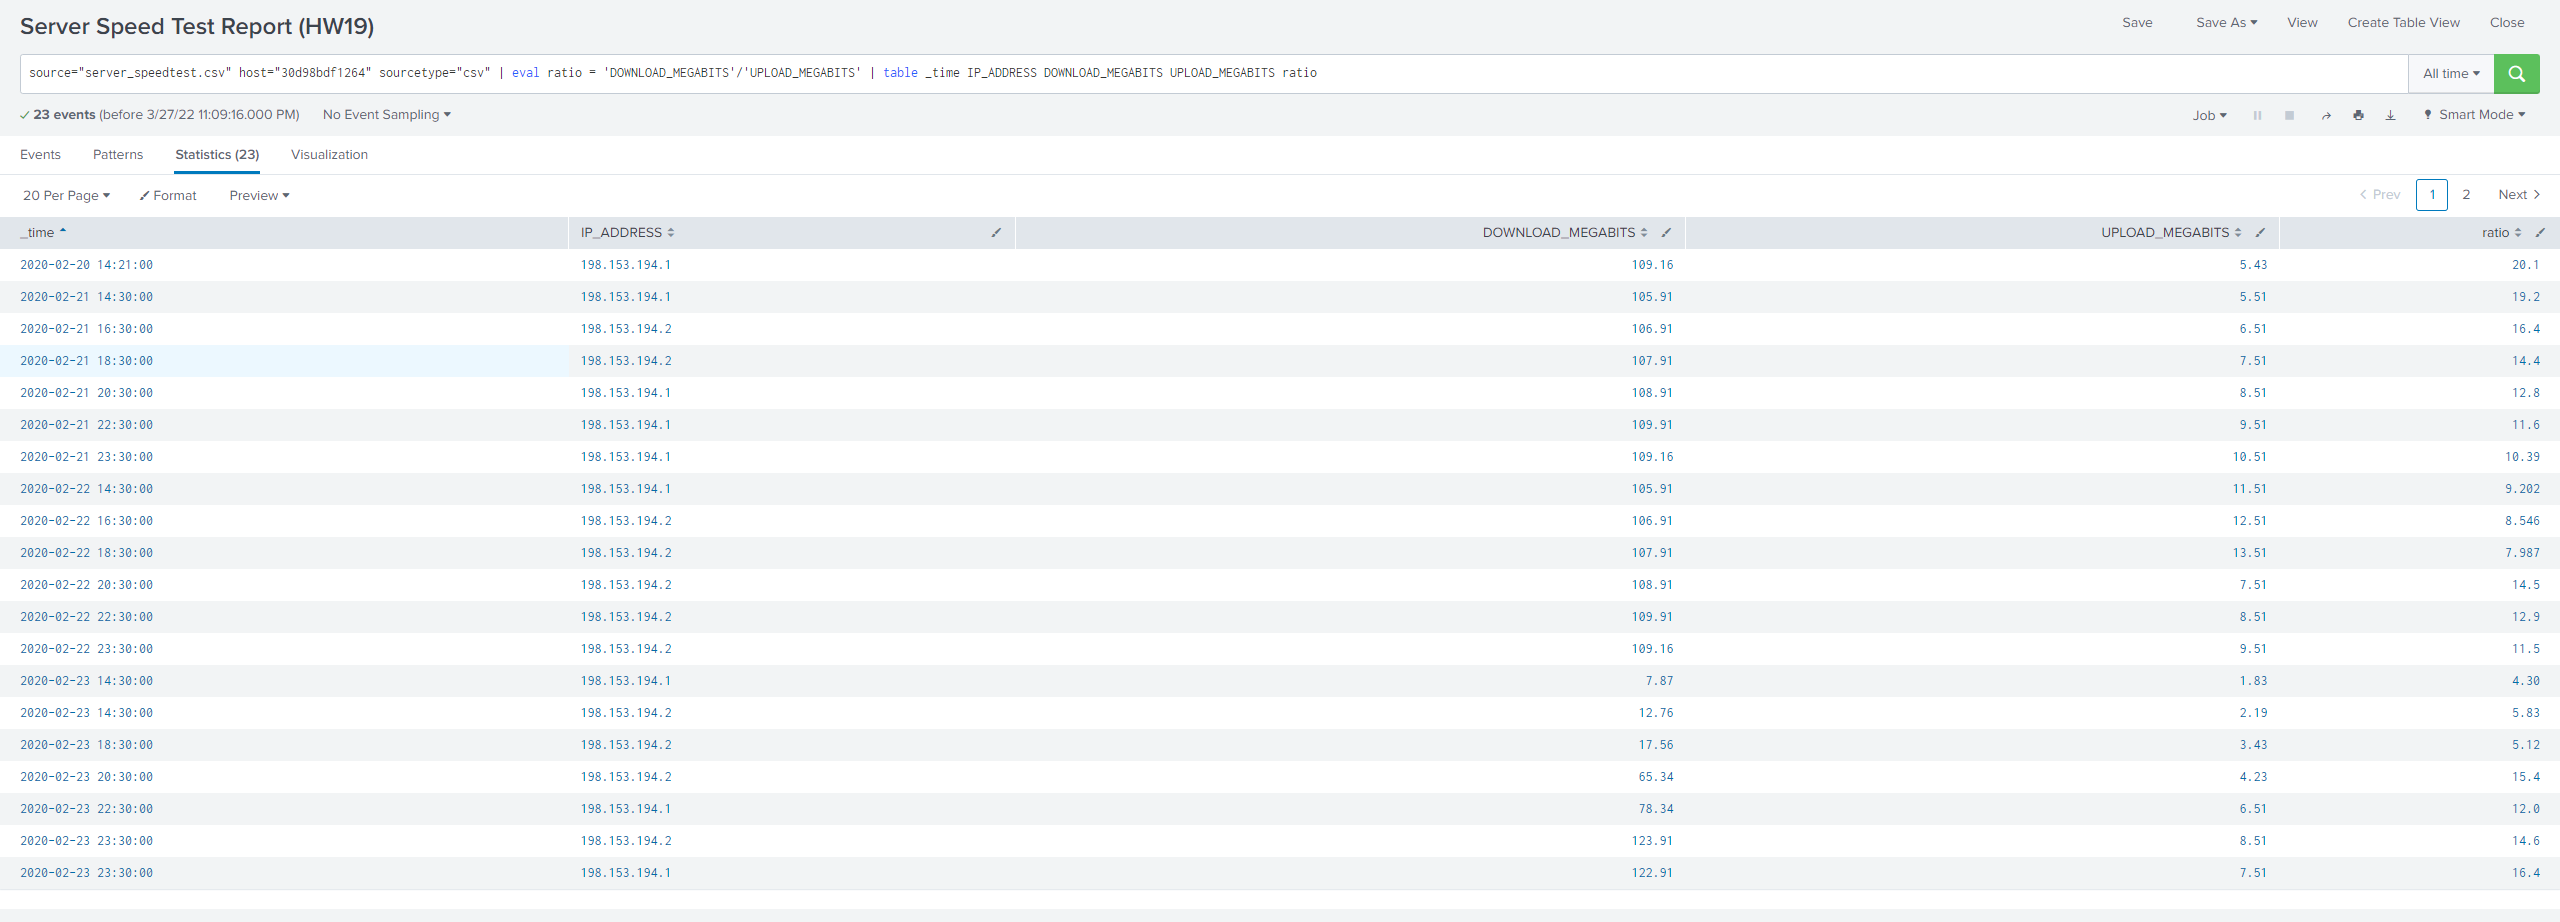 Server Speed Test Report (HW19)
Save Save As View Create Table View Close
source="server_speedtest.csv" host="30d98bdf1264" sourcetype="csv" | eval ratio = 'DOWNLOAD_MEGABITS'/'UPLOAD_MEGABITS' | table _time IP_ADDRESS DOWNLOAD_MEGABITS UPLOAD_MEGABITS ratio
All time
23 events (before 3/27/22 11:09:16.000 PM) No Event Sampling
Job Smart Mode
Events Patterns Statistics (23) Visualization
20 Per Page Format Preview
Prev 1 2 Next
_time IP_ADDRESS DOWNLOAD_MEGABITS UPLOAD_MEGABITS ratio
2020-02-20 14:21:00 198.153.194.1 109.16 5.43 20.1
2020-02-21 14:30:00 198.153.194.1 105.91 5.51 19.2
2020-02-21 16:30:00 198.153.194.2 106.91 6.51 16.4
2020-02-21 18:30:00 198.153.194.2 107.91 7.51 14.4
2020-02-21 20:30:00 198.153.194.1 108.91 8.51 12.8
2020-02-21 22:30:00 198.153.194.1 109.91 9.51 11.6
2020-02-21 23:30:00 198.153.194.1 109.16 10.51 10.39
2020-02-22 14:30:00 198.153.194.1 105.91 11.51 9.202
2020-02-22 16:30:00 198.153.194.2 106.91 12.51 8.546
2020-02-22 18:30:00 198.153.194.2 107.91 13.51 7.987
2020-02-22 20:30:00 198.153.194.2 108.91 7.51 14.5
2020-02-22 22:30:00 198.153.194.2 109.91 8.51 12.9
2020-02-22 23:30:00 198.153.194.2 109.16 9.51 11.5
2020-02-23 14:30:00 198.153.194.1 7.87 1.83 4.30
2020-02-23 14:30:00 198.153.194.2 12.76 2.19 5.83
2020-02-23 18:30:00 198.153.194.2 17.56 3.43 5.12
2020-02-23 20:30:00 198.153.194.2 65.34 4.23 15.4
2020-02-23 22:30:00 198.153.194.1 78.34 6.51 12.0
2020-02-23 23:30:00 198.153.194.2 123.91 8.51 14.6
2020-02-23 23:30:00 198.153.194.1 122.91 7.51 16.4